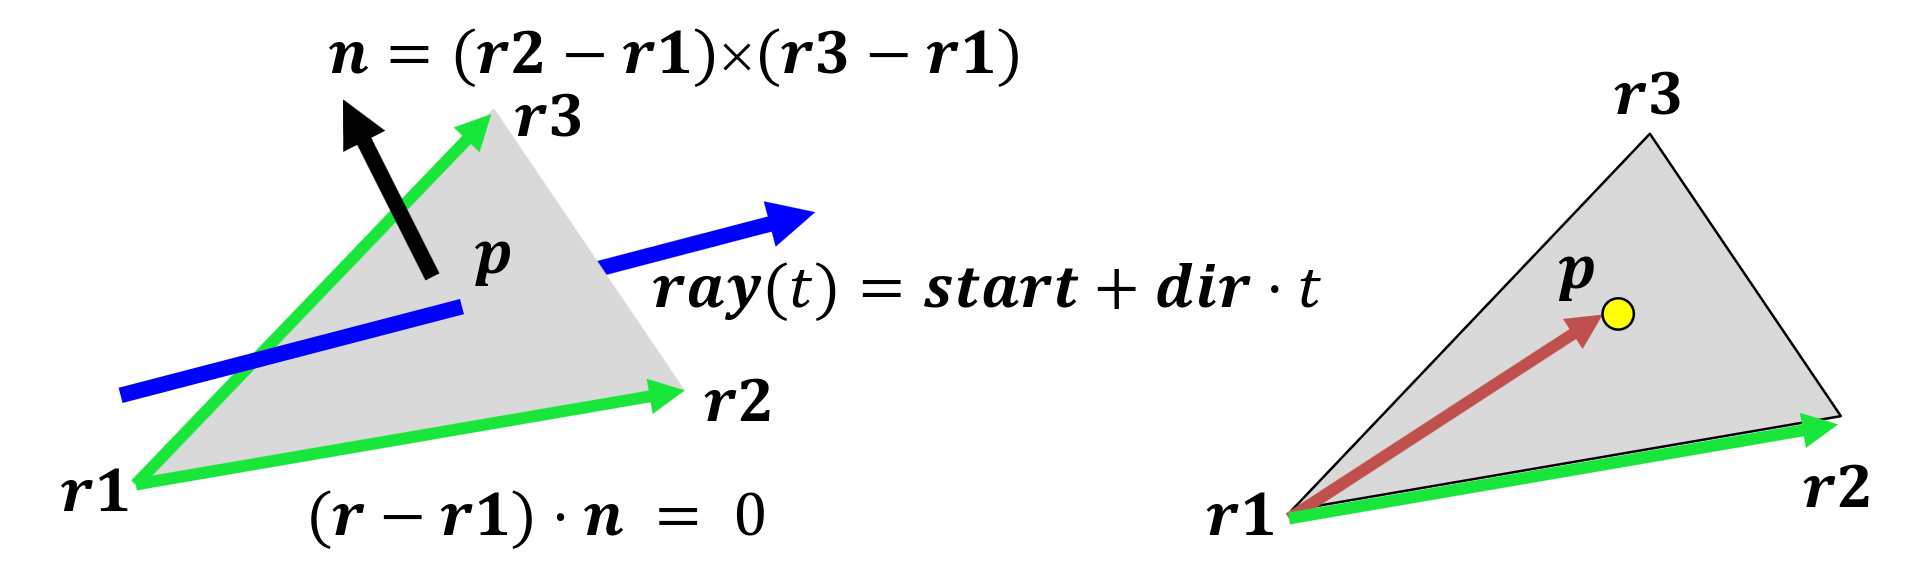 n = (r2 − r1)×(r3 − r1)
r3
p
ray(t) = start + dir · t
r2
r1
(r − r1) · n = 0
r3
p
r2
r1